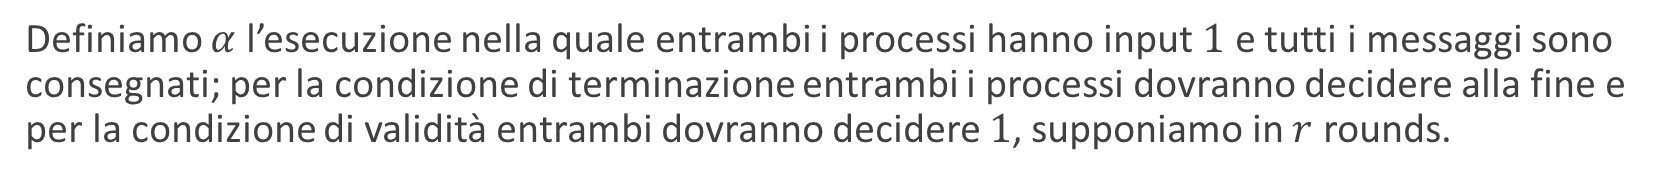 Definiamo α l’esecuzione nella quale entrambi i processi hanno input 1 e tutti i messaggi sono
consegnati; per la condizione di terminazione entrambi i processi dovranno decidere alla fine e
per la condizione di validità entrambi dovranno decidere 1, supponiamo in r rounds.